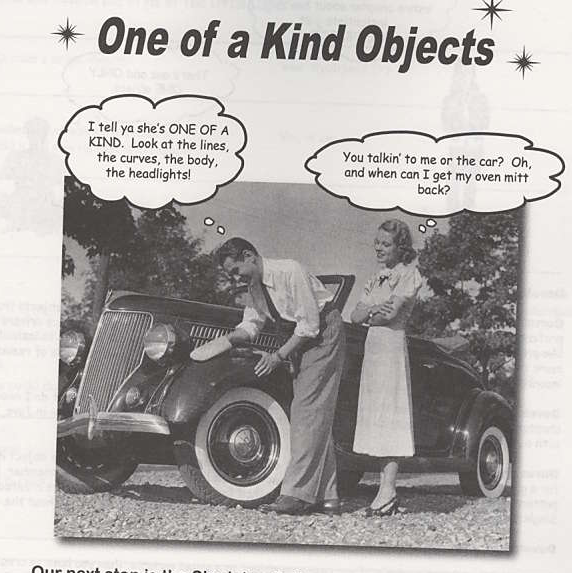 One of a Kind Objects
I tell ya she's ONE OF A
KIND. Look at the lines,
the curves, the body,
the headlights!
You talkin' to me or the car? Oh,
and when can I get my oven mitt
back?
Our next stop is the